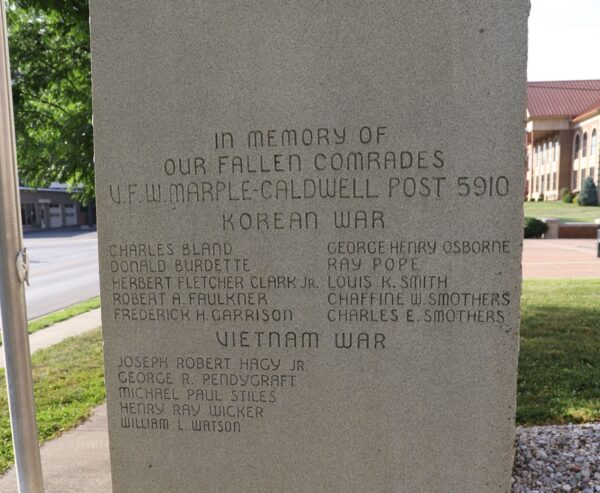 IN MEMORY OF
OUR FALLEN COMRADES
V.F.W. MARPLE-CALDWELL POST 5910
KOREAN WAR
CHARLES BLAND
DONALD BURDETTE
HERBERT FLETCHER CLARK JR.
ROBERT A. FAULKNER
FREDERICK H. GARRISON
GEORGE HENRY OSBORNE
RAY POPE
LOUIS K. SMITH
CHAFFINE W. SMOTHERS
CHARLES E. SMOTHERS
VIETNAM WAR
JOSEPH ROBERT HAGY JR.
GEORGE R. PENDYGRAFT
MICHAEL PAUL STILES
HENRY RAY WICKER
WILLIAM L. WATSON